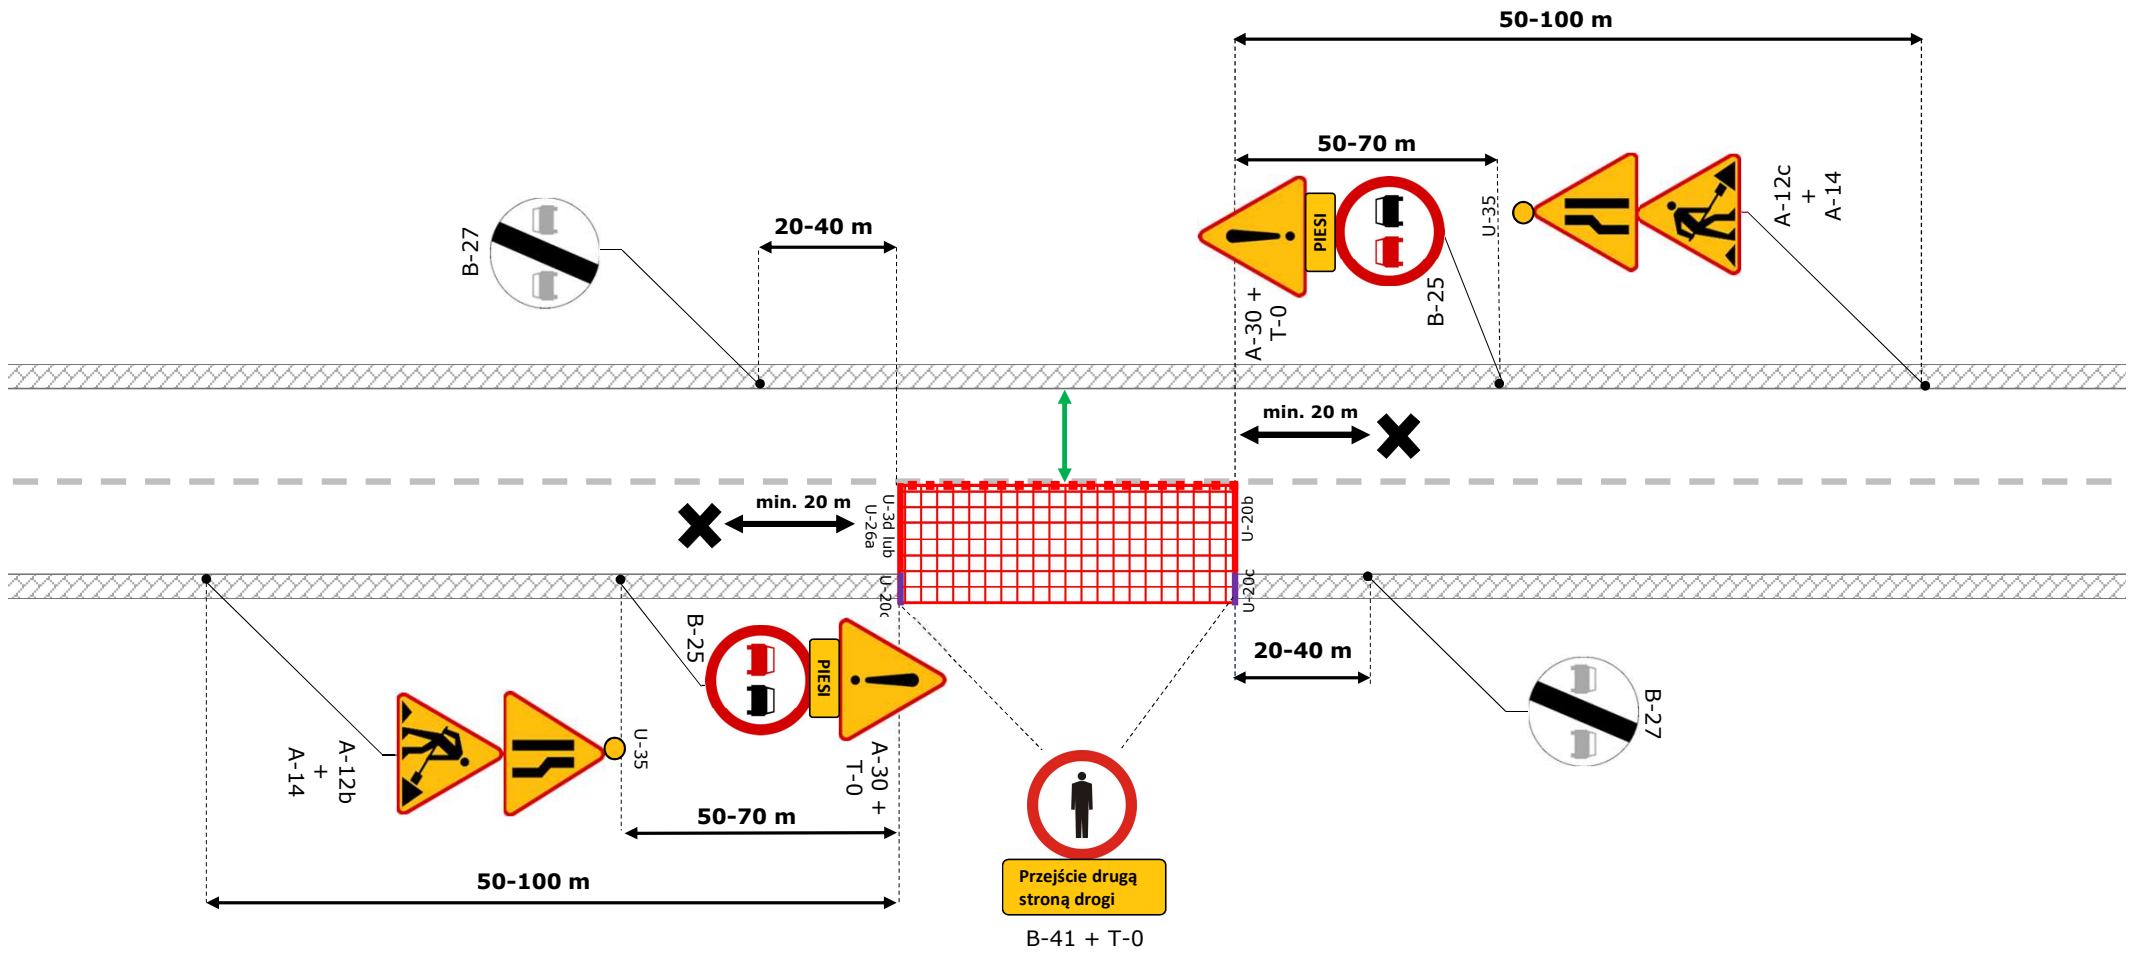 50-100 m
50-70 m
A-12c
+
A-14
U-35
PIESI
B-25
A-30 +
T-0
20-40 m
B-27
min. 20 m
min. 20 m
U-3d lub
U-26a
U-20b
U-20c
U-20c
B-25
PIESI
A-30 +
T-0
U-35
A-12b
+
A-14
50-70 m
50-100 m
20-40 m
B-27
Przejście drugą
stroną drogi
B-41 + T-0